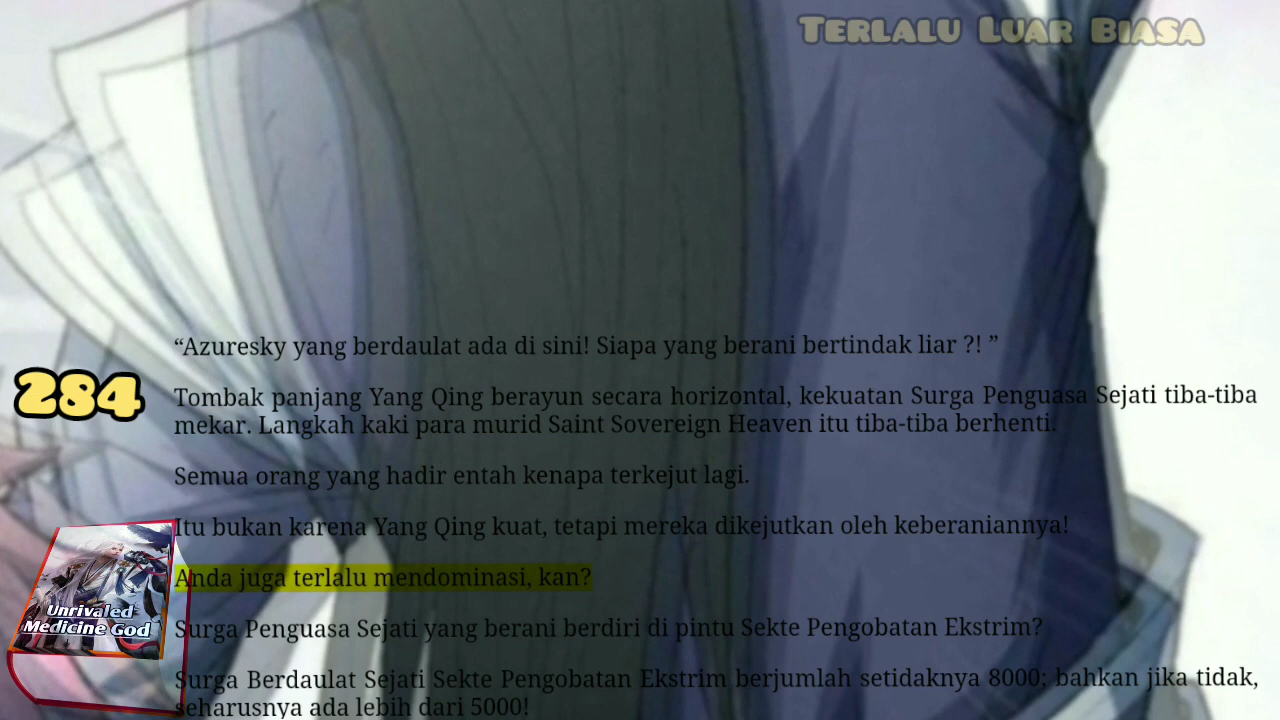 Terlalu Luar Biasa
“Azuresky yang berdaulat ada di sini! Siapa yang berani bertindak liar ?! ”
284
Tombak panjang Yang Qing berayun secara horizontal, kekuatan Surga Penguasa Sejati tiba-tiba
mekar. Langkah kaki para murid Saint Sovereign Heaven itu tiba-tiba berhenti.
Semua orang yang hadir entah kenapa terkejut lagi.
Itu bukan karena Yang Qing kuat, tetapi mereka dikejutkan oleh keberaniannya!
Anda juga terlalu mendominasi, kan?
Unrivaled
Medicine God
Surga Penguasa Sejati yang berani berdiri di pintu Sekte Pengobatan Ekstrim?
Surga Berdaulat Sejati Sekte Pengobatan Ekstrim berjumlah setidaknya 8000; bahkan jika tidak,
seharusnya ada lebih dari 5000!